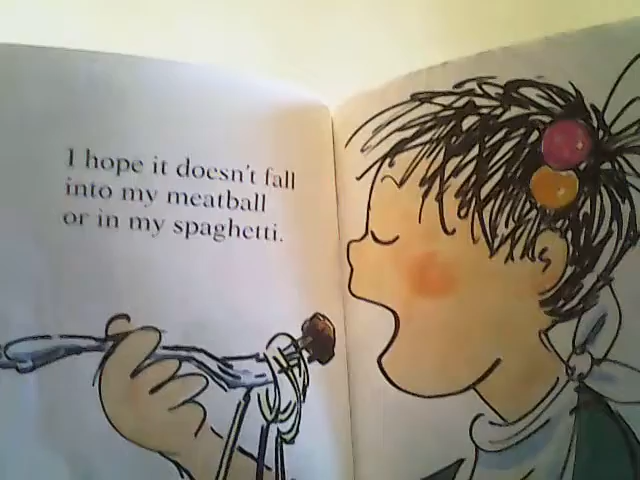 I hope it doesn't fall
into my meatball
or in my spaghetti.